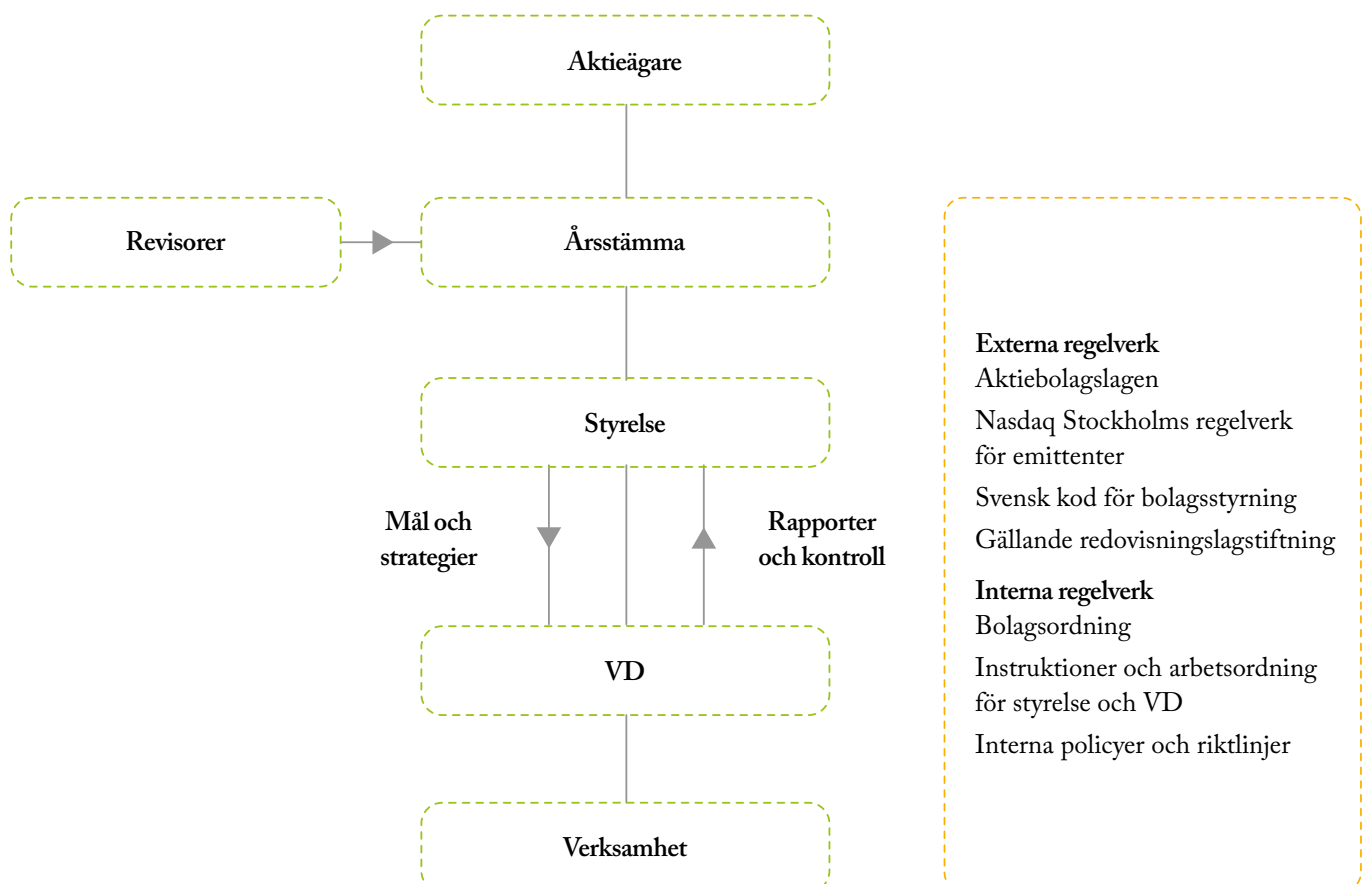 Aktieägare
Revisorer
Årsstämma
Styrelse
Mål och
strategier
Rapporter
och kontroll
VD
Verksamhet
Externa regelverk
Aktiebolagslagen
Nasdaq Stockholms regelverk
för emittenter
Svensk kod för bolagsstyrning
Gällande redovisningslagstiftning
Interna regelverk
Bolagsordning
Instruktioner och arbetsordning
för styrelse och VD
Interna policyer och riktlinjer